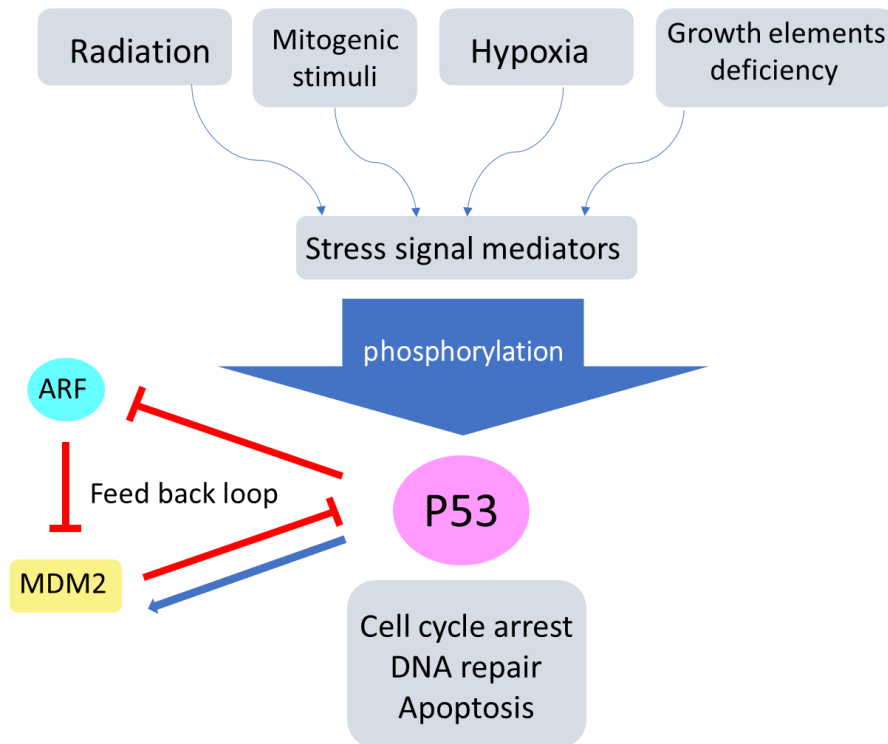 Radiation
Mitogenic
stimuli
Hypoxia
Growth elements
deficiency
Stress signal mediators
phosphorylation
ARF
Feed back loop
P53
MDM2
Cell cycle arrest
DNA repair
Apoptosis